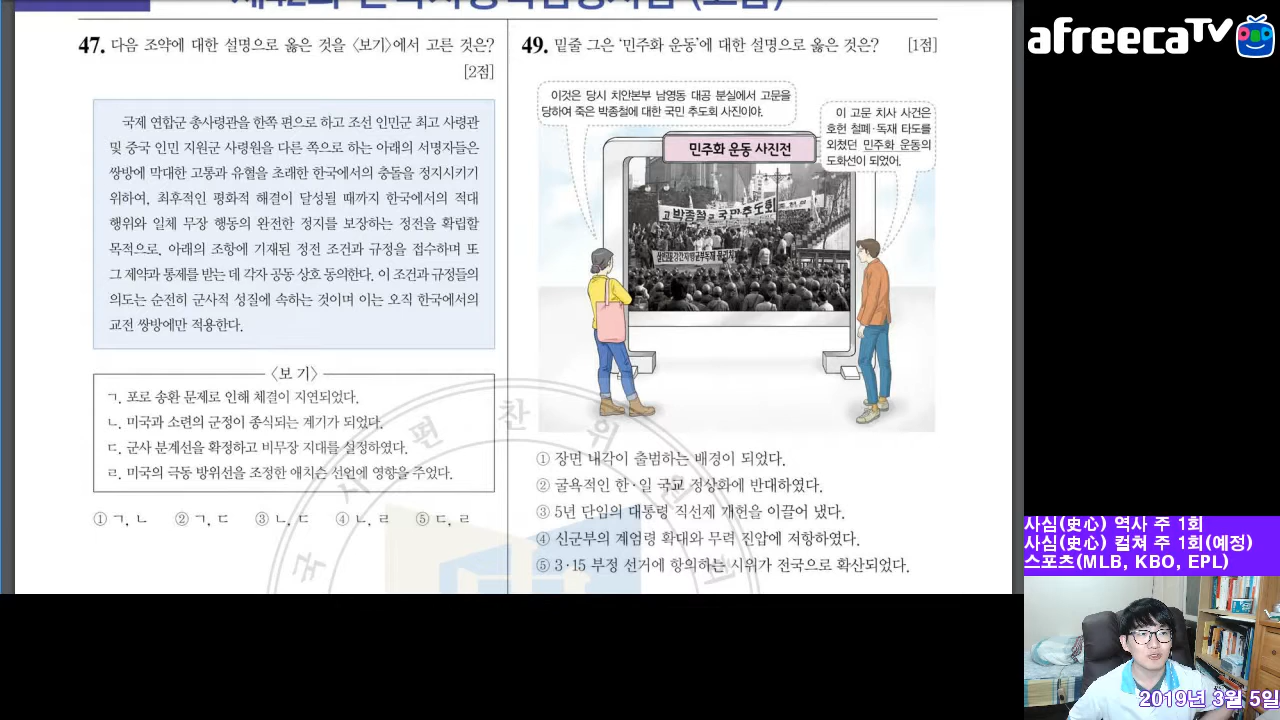 47. 다음 조약에 대한 설명으로 옳은 것을 <보기>에서 고른 것은?
[2점]
국제 연합군 총사령관을 한쪽 편으로 하고 조선 인민군 최고 사령관
및 중국 인민 지원군 사령원을 다른 쪽으로 하는 아래의 서명자들은
쌍방에 막대한 고통과 유혈을 초래한 한국에서의 충돌을 정지시키기
위하여, 최후적인 평화적 해결이 달성될 때까지 한국에서의 적대
행위와 일체 무장 행동의 완전한 정지를 보장하는 정전을 확립할
목적으로, 아래의 조항에 기재된 정전 조건과 규정을 접수하며 또
그 제약과 통제를 받는 데 각자 공동 상호 동의한다. 이 조건과 규정들의
의도는 순전히 군사적 성질에 속하는 것이며 이는 오직 한국에서의
교전 쌍방에만 적용한다.
<보 기>
ㄱ. 포로 송환 문제로 인해 체결이 지연되었다.
ㄴ. 미국과 소련의 군정이 종식되는 계기가 되었다.
ㄷ. 군사 분계선을 확정하고 비무장 지대를 설정하였다.
ㄹ. 미국의 극동 방위선을 조정한 애치슨 선언에 영향을 주었다.
① ㄱ, ㄴ ② ㄱ, ㄷ ③ ㄴ, ㄷ ④ ㄴ, ㄹ ⑤ ㄷ, ㄹ
49. 밑줄 그은 '민주화 운동'에 대한 설명으로 옳은 것은? [1점]
이것은 당시 치안본부 남영동 대공 분실에서 고문을
당하여 죽은 박종철에 대한 국민 추도회 사진이야.
이 고문 치사 사건은
호헌 철폐·독재 타도를
외쳤던 민주화 운동의
도화선이 되었어.
민주화 운동 사진전
고 박종철군 국민추도회
① 장면 내각이 출범하는 배경이 되었다.
② 굴욕적인 한·일 국교 정상화에 반대하였다.
③ 5년 단임의 대통령 직선제 개헌을 이끌어 냈다.
④ 신군부의 계엄령 확대와 무력 진압에 저항하였다.
⑤ 3·15 부정 선거에 항의하는 시위가 전국으로 확산되었다.
편 찬 위 원
afreecaTV
사심(史心) 역사 주 1회
사심(史心) 컬쳐 주 1회(예정)
스포츠(MLB, KBO, EPL)
2019년 3월 5일